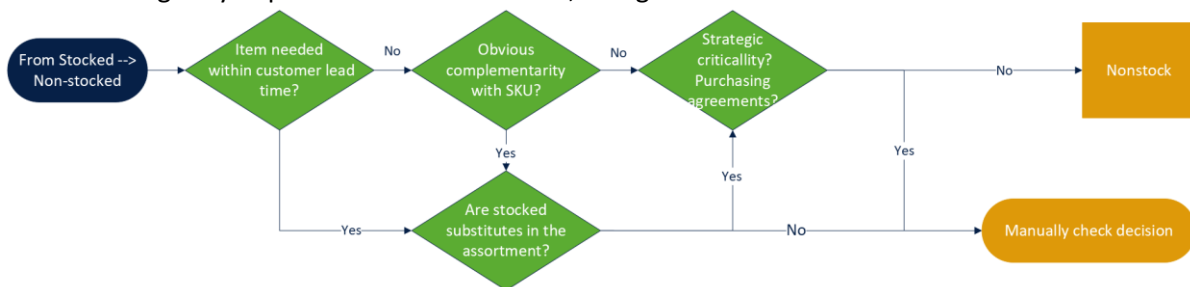 From Stocked -->
Non-stocked
Item needed
within customer lead
time?
No
Obvious
complementarity
with SKU?
No
Strategic
criticallity?
Purchasing
agreements?
No
Nonstock
Yes
Yes
Yes
Yes
Are stocked
substitutes in the
assortment?
No
Manually check decision